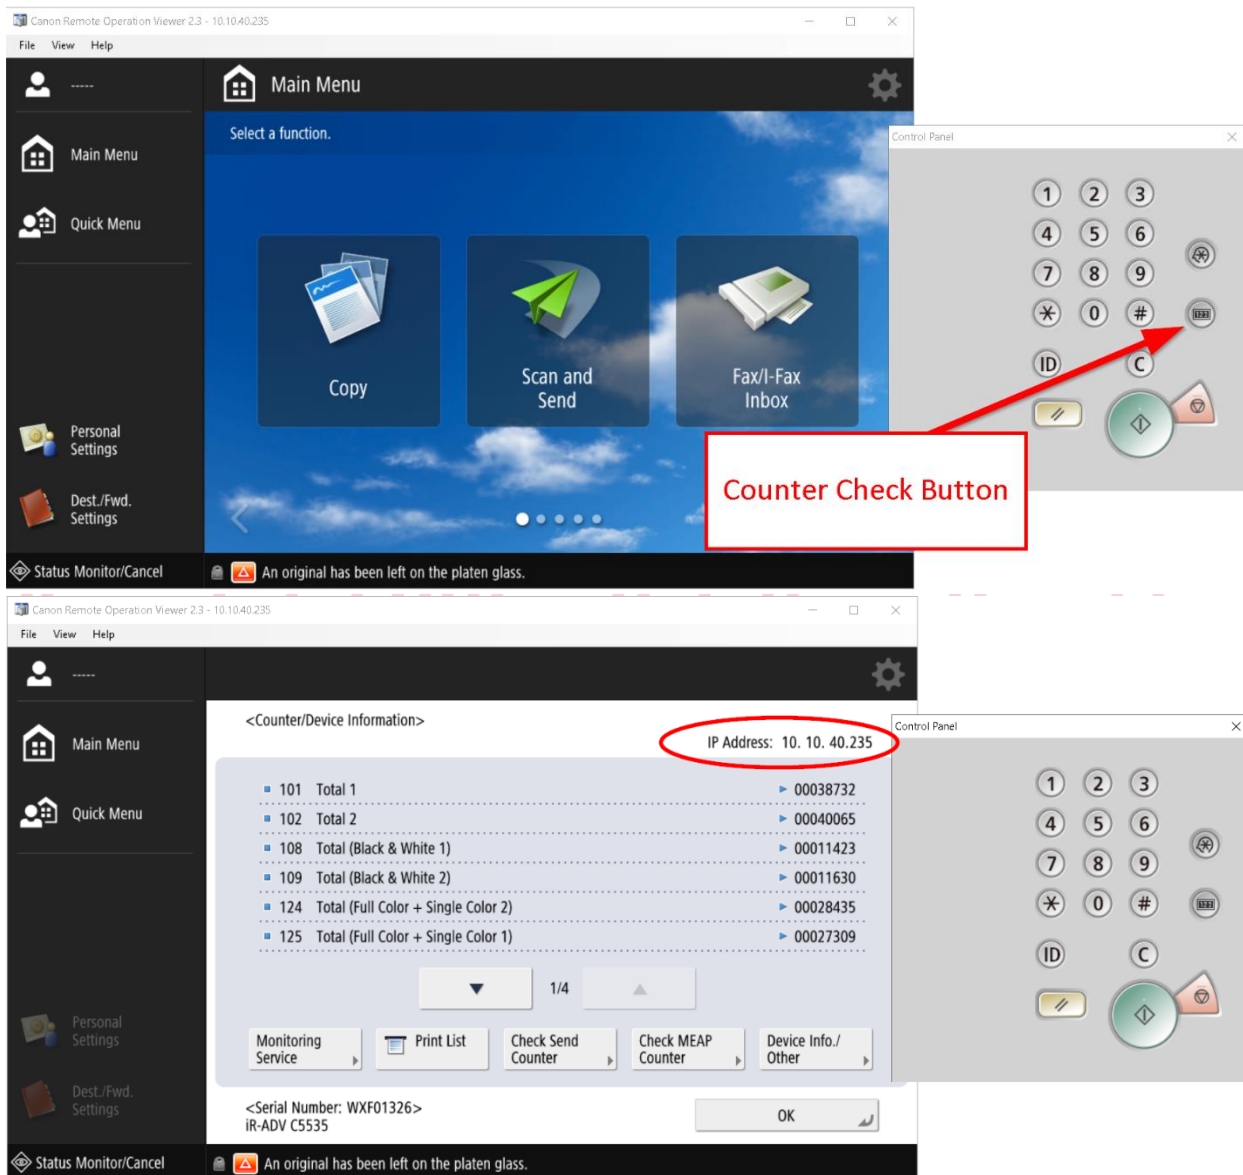 Canon Remote Operation Viewer 2.3 - 10.10.40.235
File View Help
-----
Main Menu
Select a function.
Main Menu
Quick Menu
Copy
Scan and
Send
Fax/I-Fax
Inbox
Personal
Settings
Dest./Fwd.
Settings
Status Monitor/Cancel
An original has been left on the platen glass.
Control Panel
1 2 3
4 5 6
7 8 9
* 0 #
123
ID C
Counter Check Button
Canon Remote Operation Viewer 2.3 - 10.10.40.235
File View Help
-----
Main Menu
Quick Menu
Personal
Settings
Dest./Fwd.
Settings
<Counter/Device Information>
IP Address: 10. 10. 40.235
101 Total 1 00038732
102 Total 2 00040065
108 Total (Black & White 1) 00011423
109 Total (Black & White 2) 00011630
124 Total (Full Color + Single Color 2) 00028435
125 Total (Full Color + Single Color 1) 00027309
1/4
Monitoring
Service
Print List
Check Send
Counter
Check MEAP
Counter
Device Info./
Other
<Serial Number: WXF01326>
iR-ADV C5535
OK
Status Monitor/Cancel
An original has been left on the platen glass.
Control Panel
1 2 3
4 5 6
7 8 9
* 0 #
123
ID C